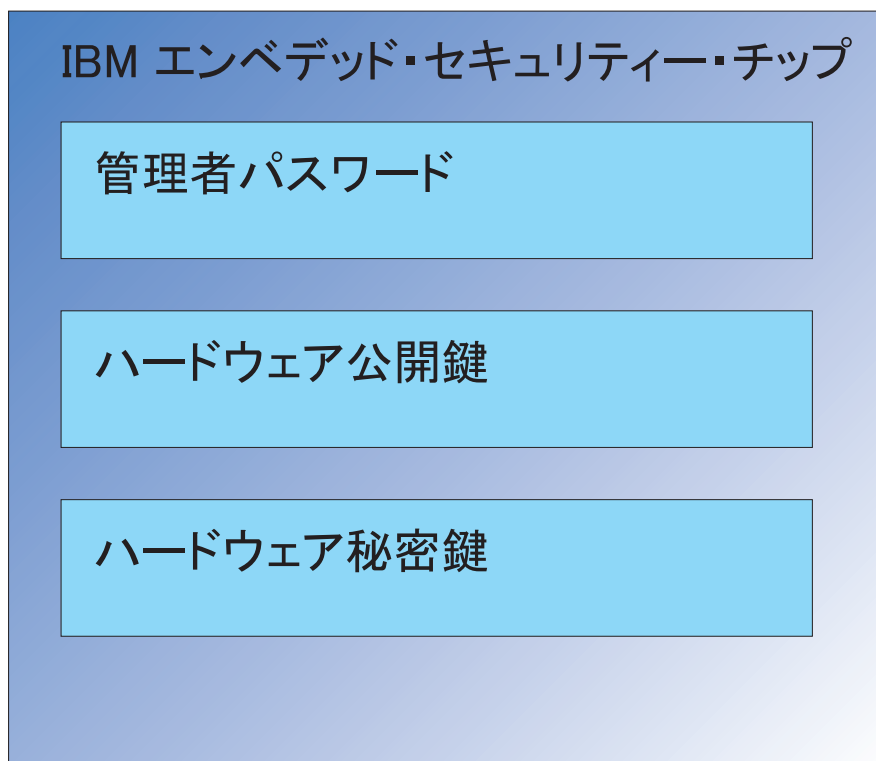 IBM エンベデッド・セキュリティー・チップ
管理者パスワード
ハードウェア公開鍵
ハードウェア秘密鍵